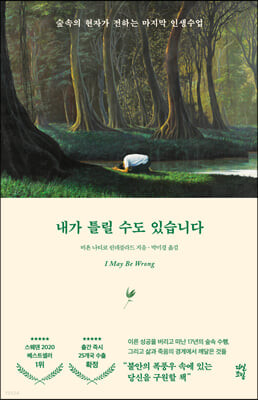 숲속의 현자가 전하는 마지막 인생수업
내가 틀릴 수도 있습니다
비욘 나티코 린데블라드 지음·박미경 옮김
I May Be Wrong
★★★★★
스웨덴 2020
베스트셀러
1위
★★★★★
출간 즉시
25개국 수출
확정
이른 성공을 버리고 떠난 17년의 숲속 수행,
그리고 삶과 죽음의 경계에서 깨달은 것들
“불안의 폭풍우 속에 있는
당신을 구원할 책”
다산
초당